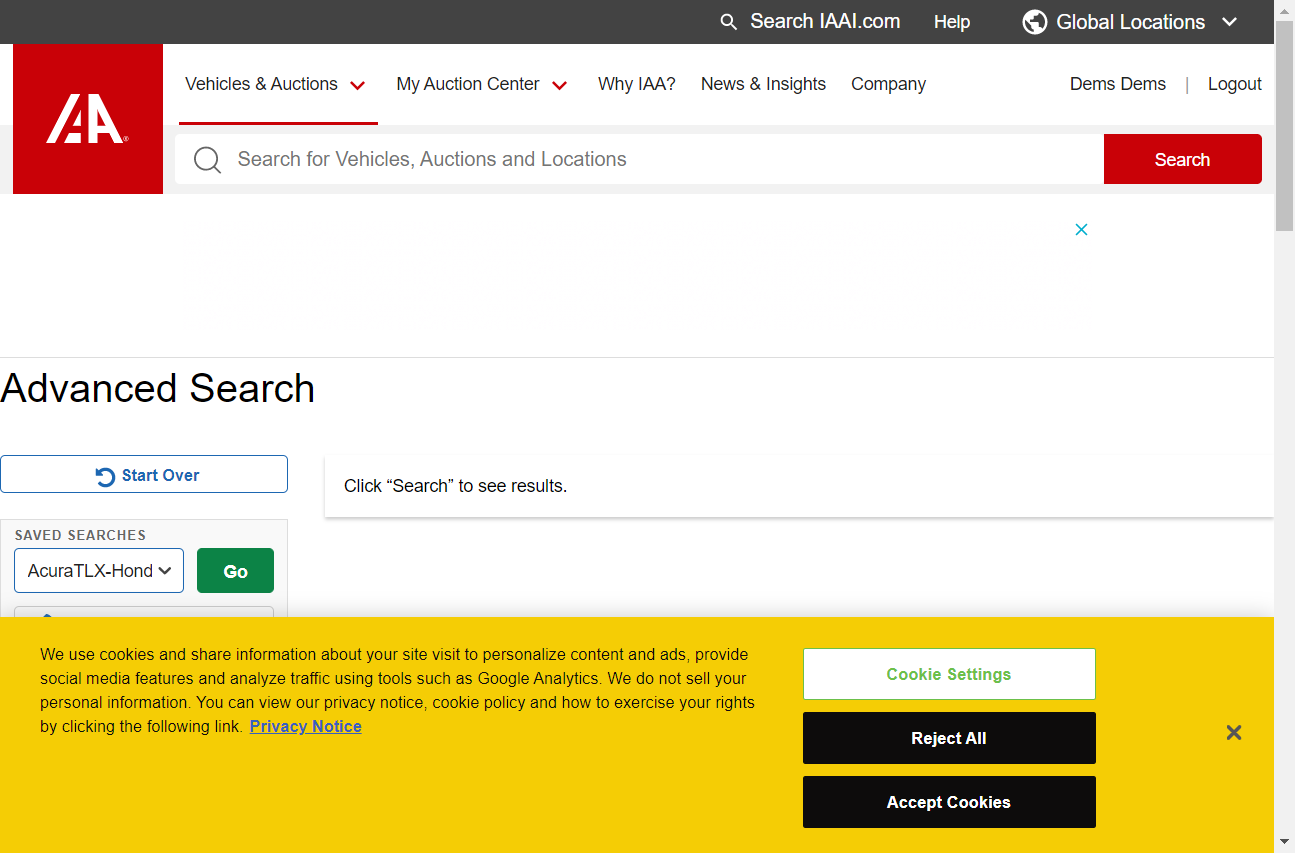 Search IAAI.com Help Global Locations
IAA
Vehicles & Auctions My Auction Center Why IAA? News & Insights Company Dems Dems | Logout
Search for Vehicles, Auctions and Locations Search
Advanced Search
Start Over
Click “Search” to see results.
SAVED SEARCHES
AcuraTLX-Hond Go
We use cookies and share information about your site visit to personalize content and ads, provide
social media features and analyze traffic using tools such as Google Analytics. We do not sell your
personal information. You can view our privacy notice, cookie policy and how to exercise your rights
by clicking the following link. Privacy Notice
Cookie Settings
Reject All
Accept Cookies